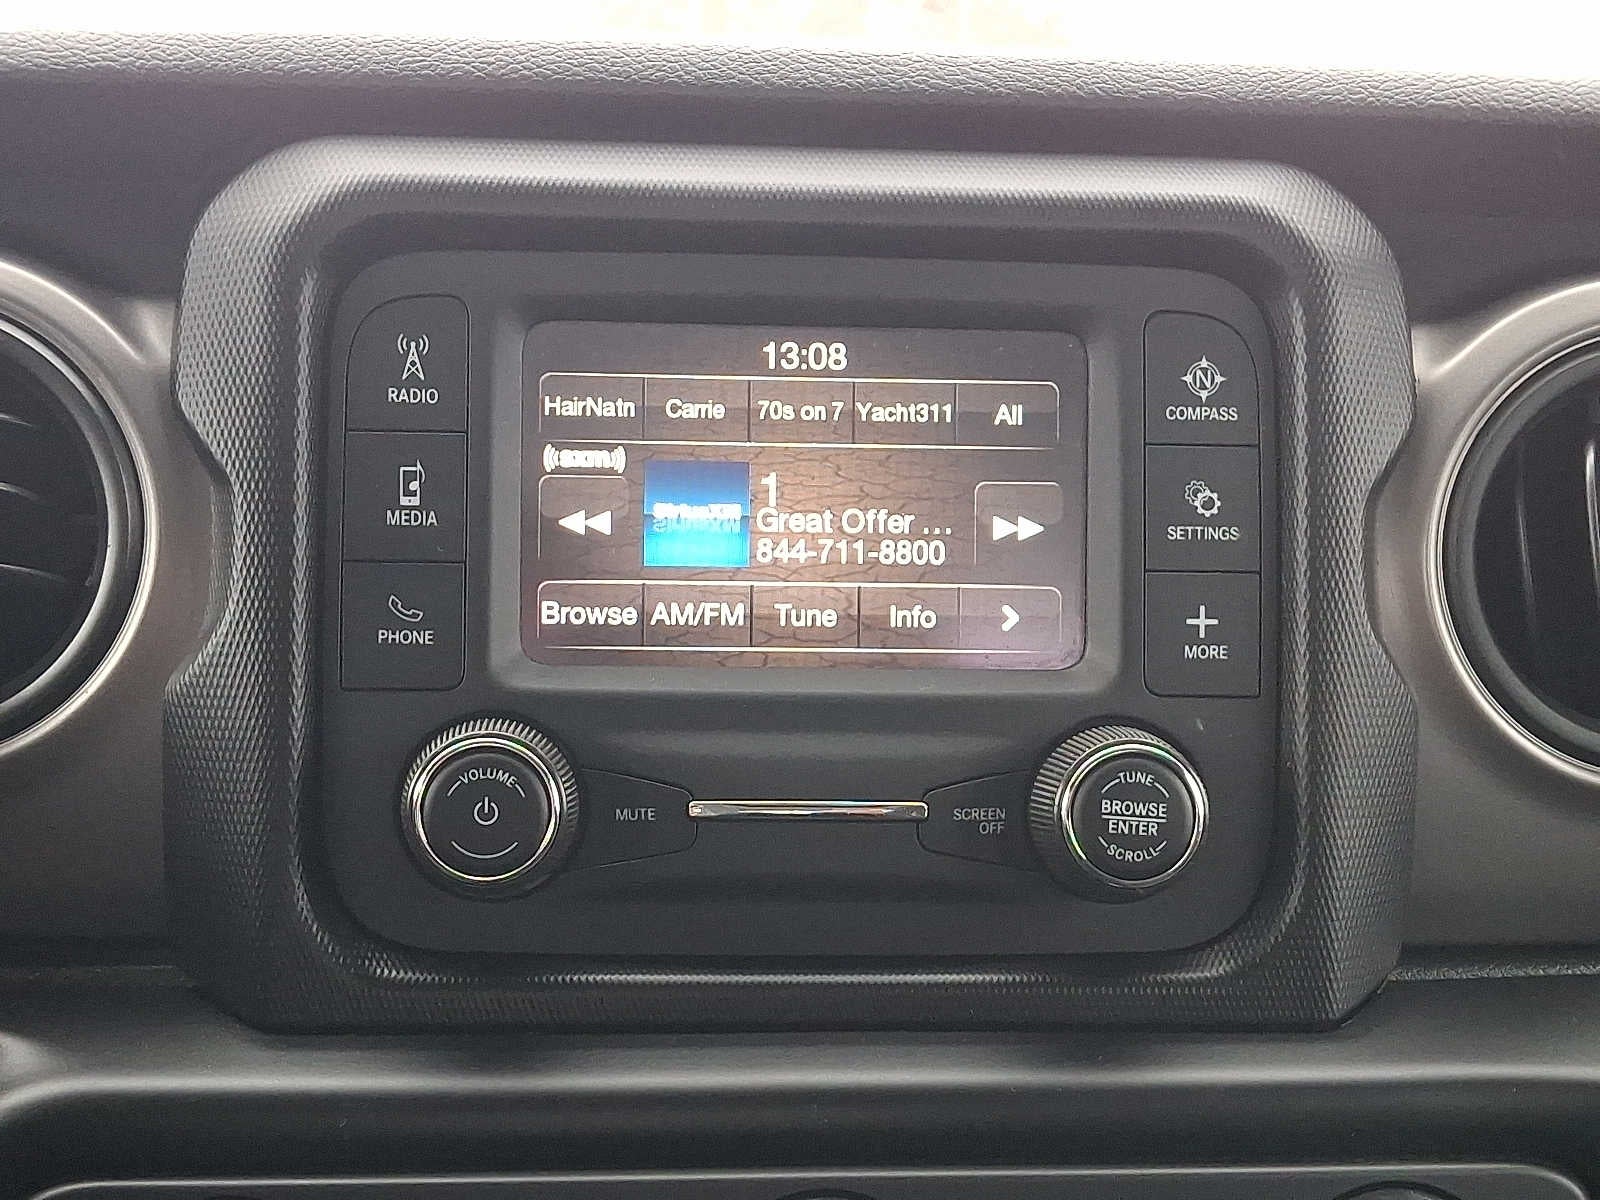 13:08
HairNatn Carrie 70s on 7 Yacht311 All
((sxm))
SiriusXM
1
Great Offer ...
844-711-8800
Browse AM/FM Tune Info >
RADIO
MEDIA
PHONE
COMPASS
N
SETTINGS
MORE
VOLUME
MUTE
SCREEN
OFF
TUNE
BROWSE
ENTER
SCROLL